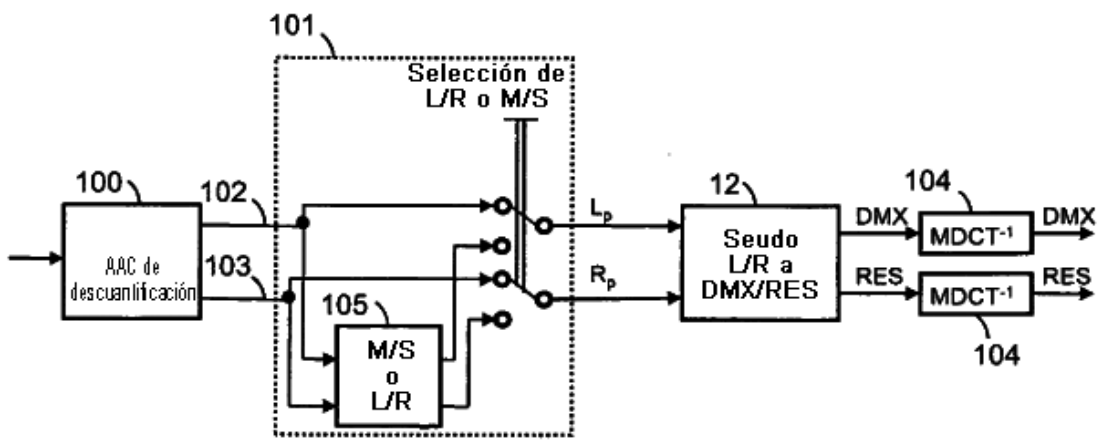 101
Selección de
L/R o M/S
100
102
AAC de
descuantificación
103
105
M/S
o
L/R
Lp
Rp
12
Seudo
L/R a
DMX/RES
DMX
RES
104
MDCT⁻¹
DMX
MDCT⁻¹
RES
104